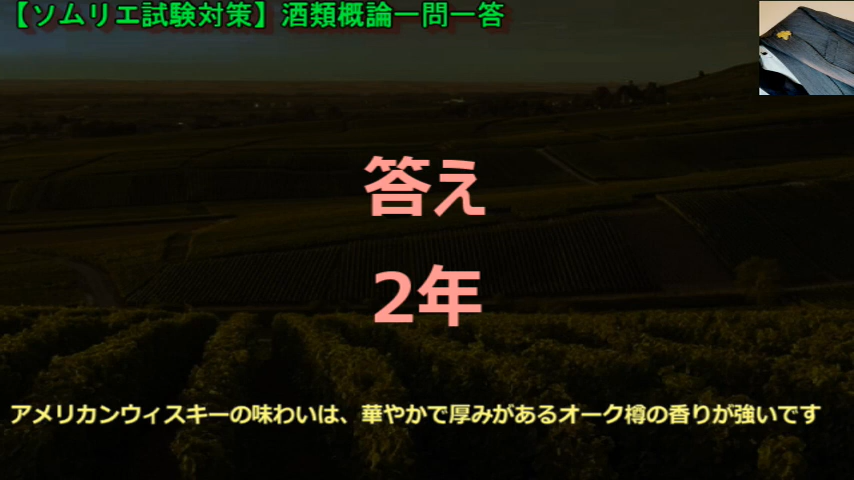 【ソムリエ試験対策】酒類概論一問一答
答え
2年
アメリカンウィスキーの味わいは、華やかで厚みがあるオーク樽の香りが強いです